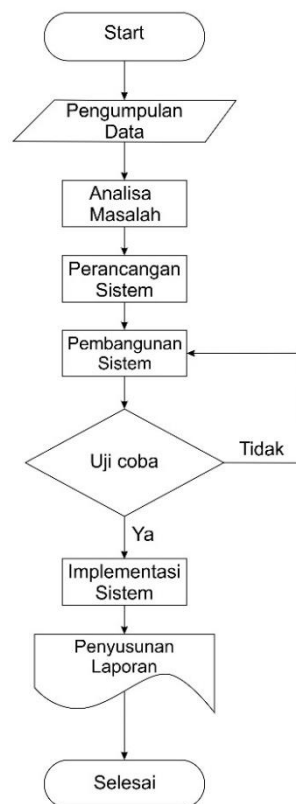 Start
Pengumpulan
Data
Analisa
Masalah
Perancangan
Sistem
Pembangunan
Sistem
Uji coba
Tidak
Ya
Implementasi
Sistem
Penyusunan
Laporan
Selesai